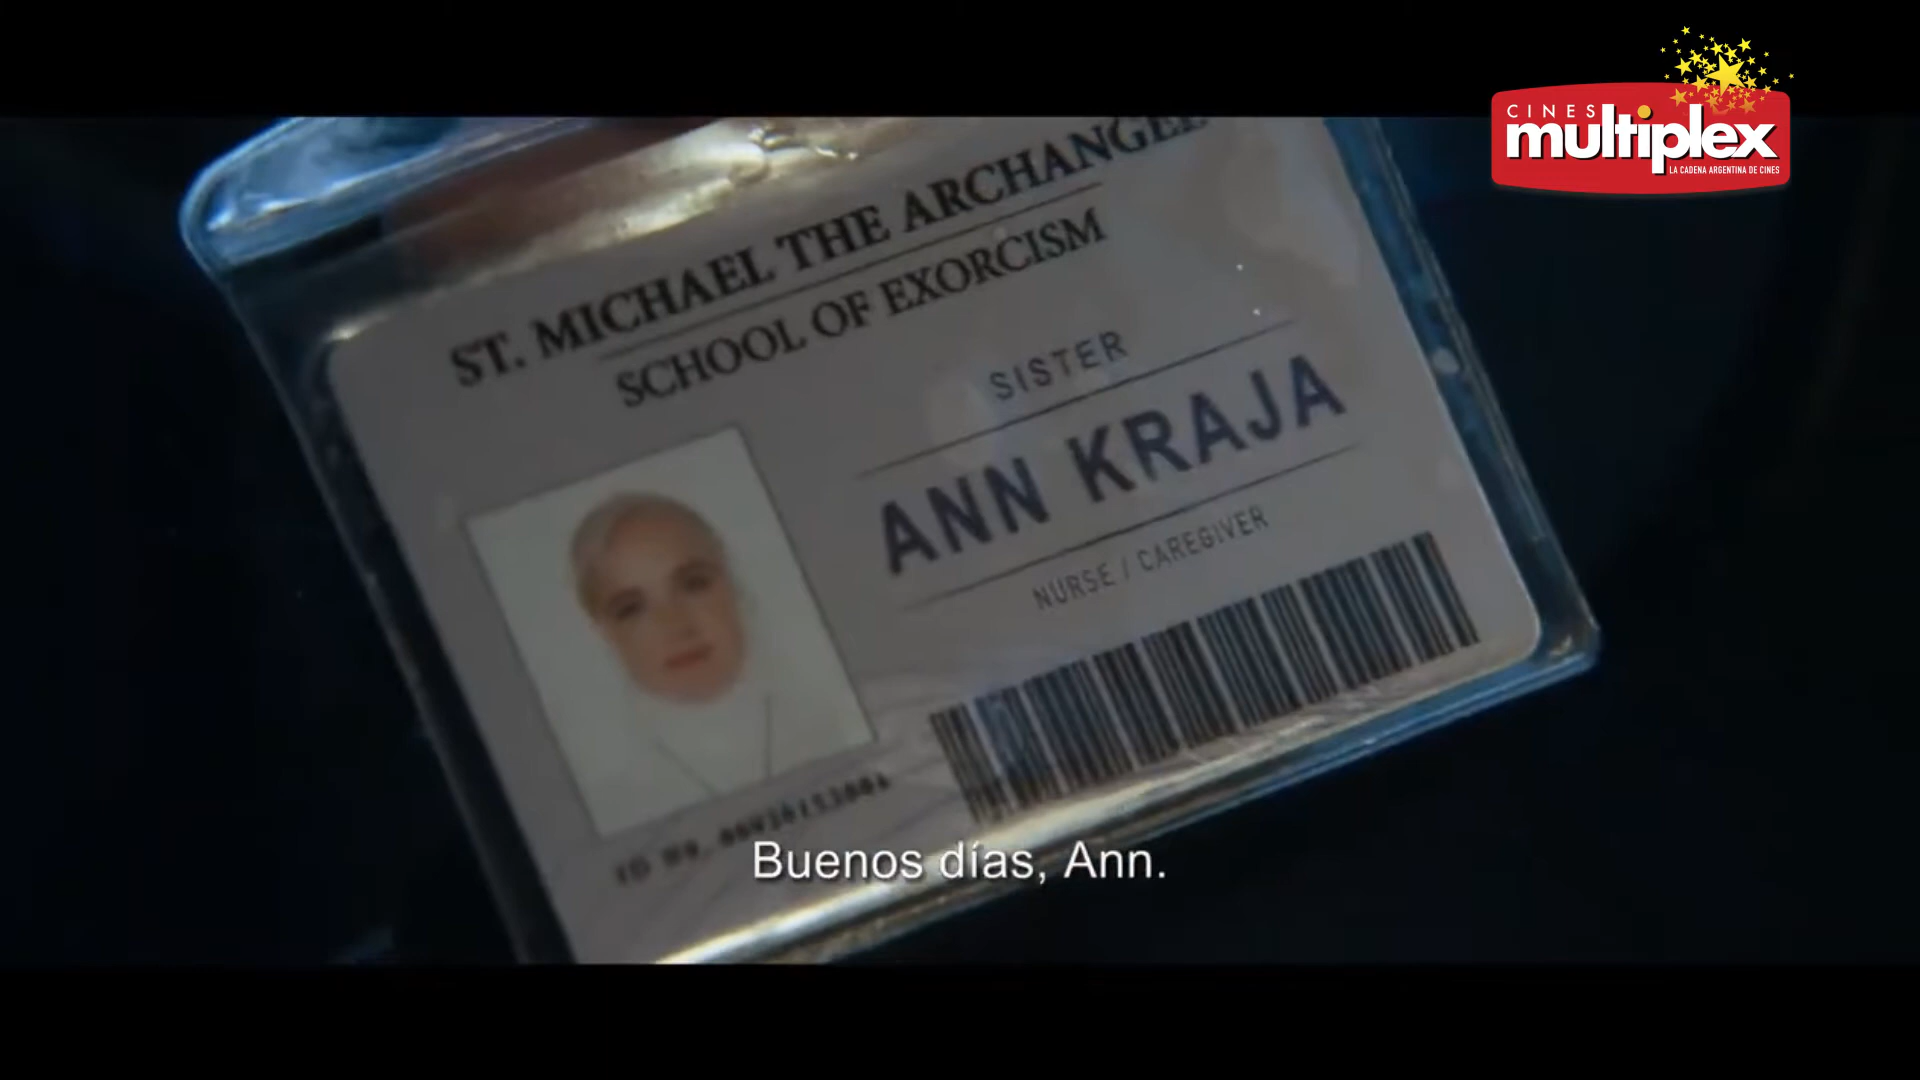 CINES
multiplex
LA CADENA ARGENTINA DE CINES
ST. MICHAEL THE ARCHANGEL
SCHOOL OF EXORCISM
SISTER
ANN KRAJA
NURSE / CAREGIVER
ID
Buenos días, Ann.